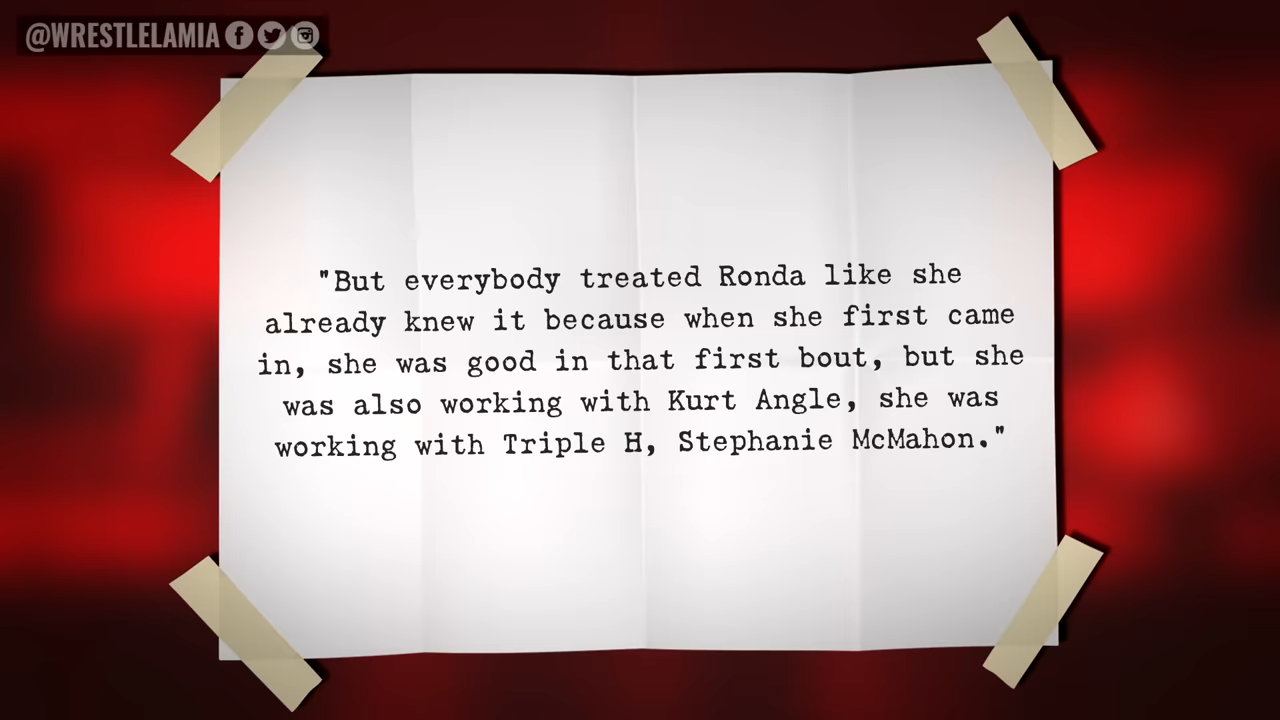 @WRESTLELAMIA
"But everybody treated Ronda like she
already knew it because when she first came
in, she was good in that first bout, but she
was also working with Kurt Angle, she was
working with Triple H, Stephanie McMahon."